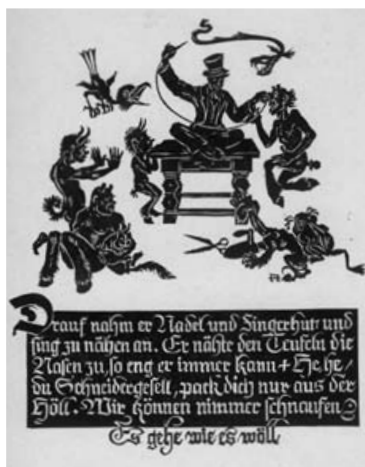 Drauf nahm er Nadel und Fingerhut und
fing zu nähen an. Er nähte den Teufeln die
Nasen zu, so eng er immer kann + He, he,
du Schneidergesell, pack dich nur aus der
Höll. Wir können nimmer schnaufen
Es gehe wie es wöll